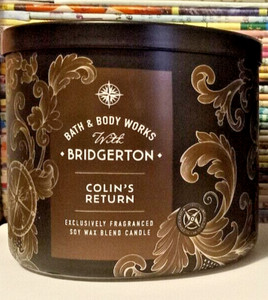 BATH & BODY WORKS
With
• BRIDGERTON •
COLIN'S
RETURN
EXCLUSIVELY FRAGRANCED
SOY WAX BLEND CANDLE